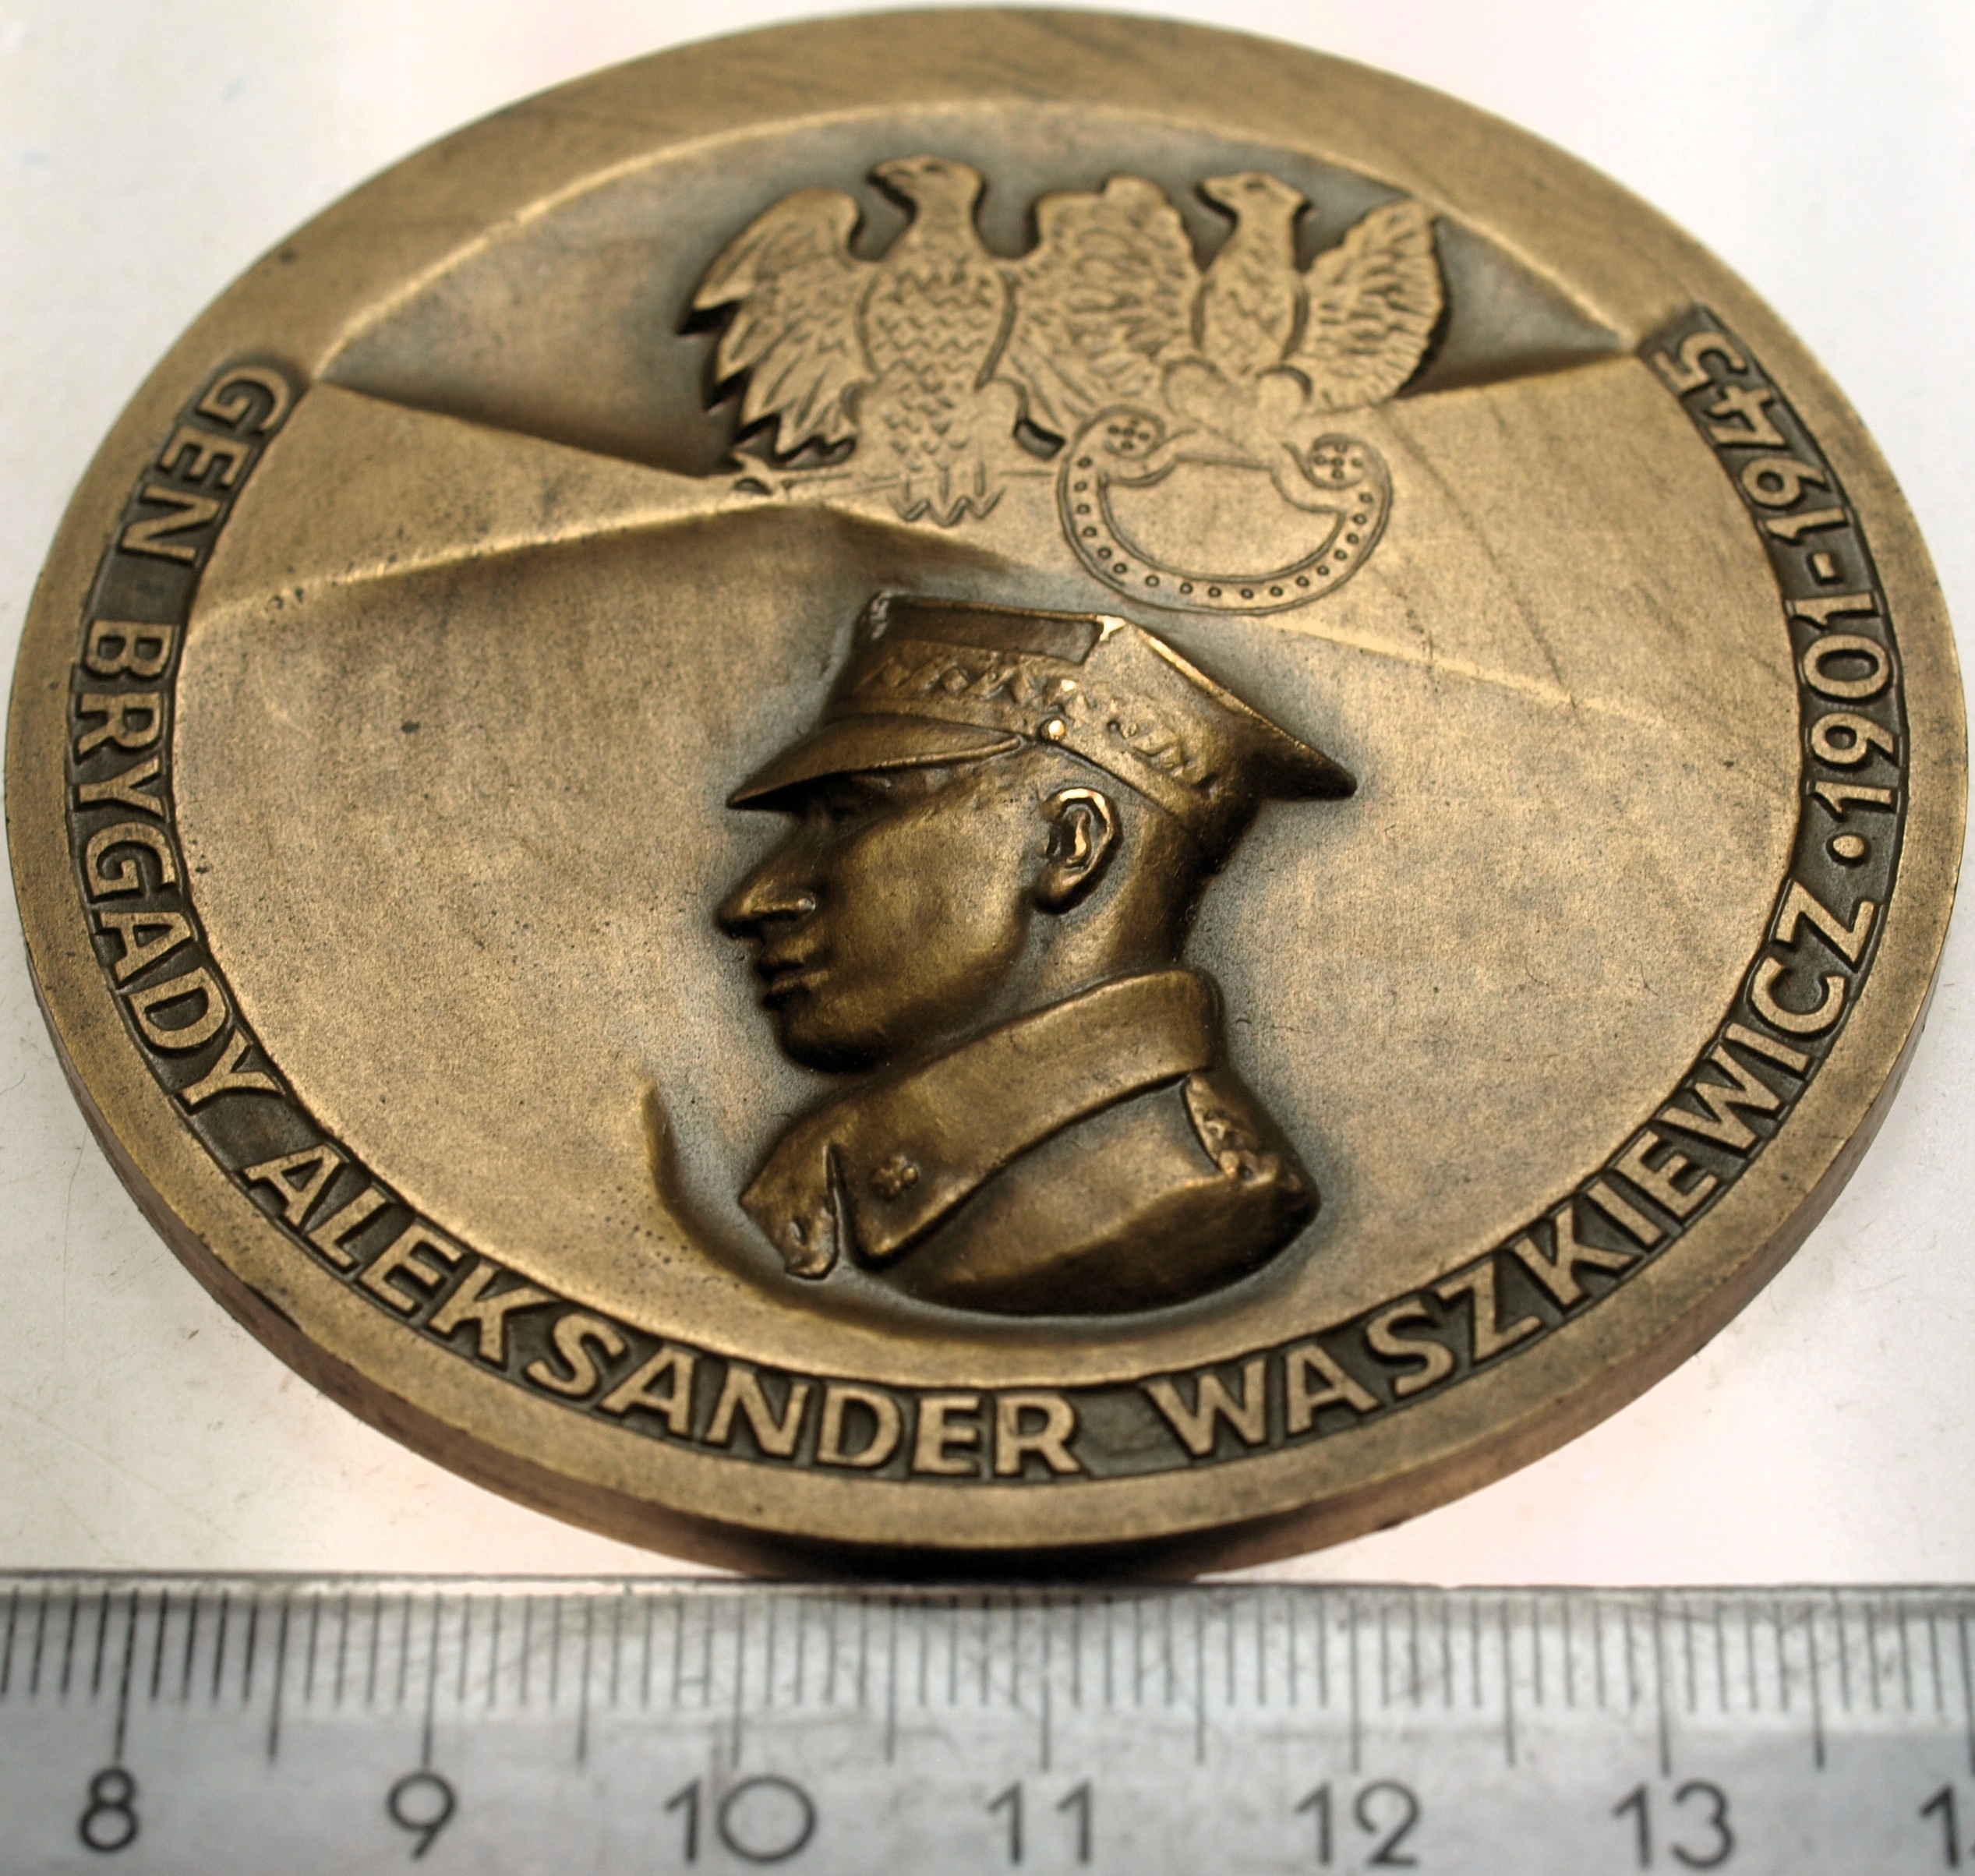 GEN BRYGADY ALEKSANDER WASZKIEWICZ • 1901-1945
8 9 10 11 12 13